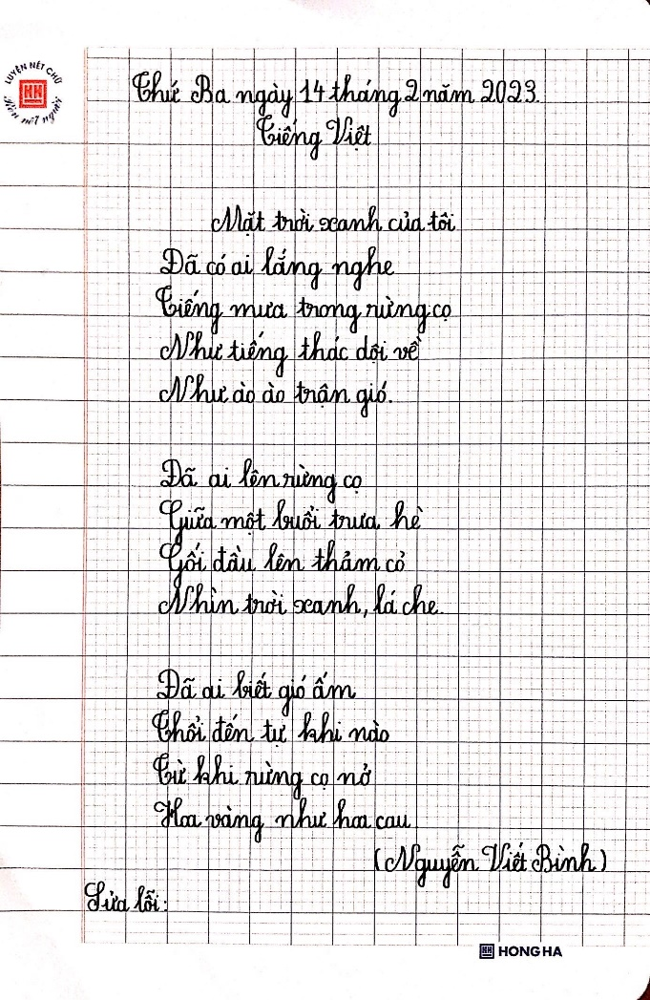 LUYỆN NÉT CHỮ
Rèn nết người
Thứ Ba ngày 14 tháng 2 năm 2023.
Tiếng Việt
Mặt trời xanh của tôi
Đã có ai lắng nghe
Tiếng mưa trong rừng cọ
Như tiếng thác dội về
Như ào ào trận gió.
Đã ai lên rừng cọ
Giữa một buổi trưa hè
Gối đầu lên thảm cỏ
Nhìn trời xanh, lá che.
Đã ai biết gió ấm
Thổi đến tự khi nào
Từ khi rừng cọ nở
Hoa vàng như hoa cau
(Nguyễn Viết Bình)
Sửa lỗi:
HH HONG HA